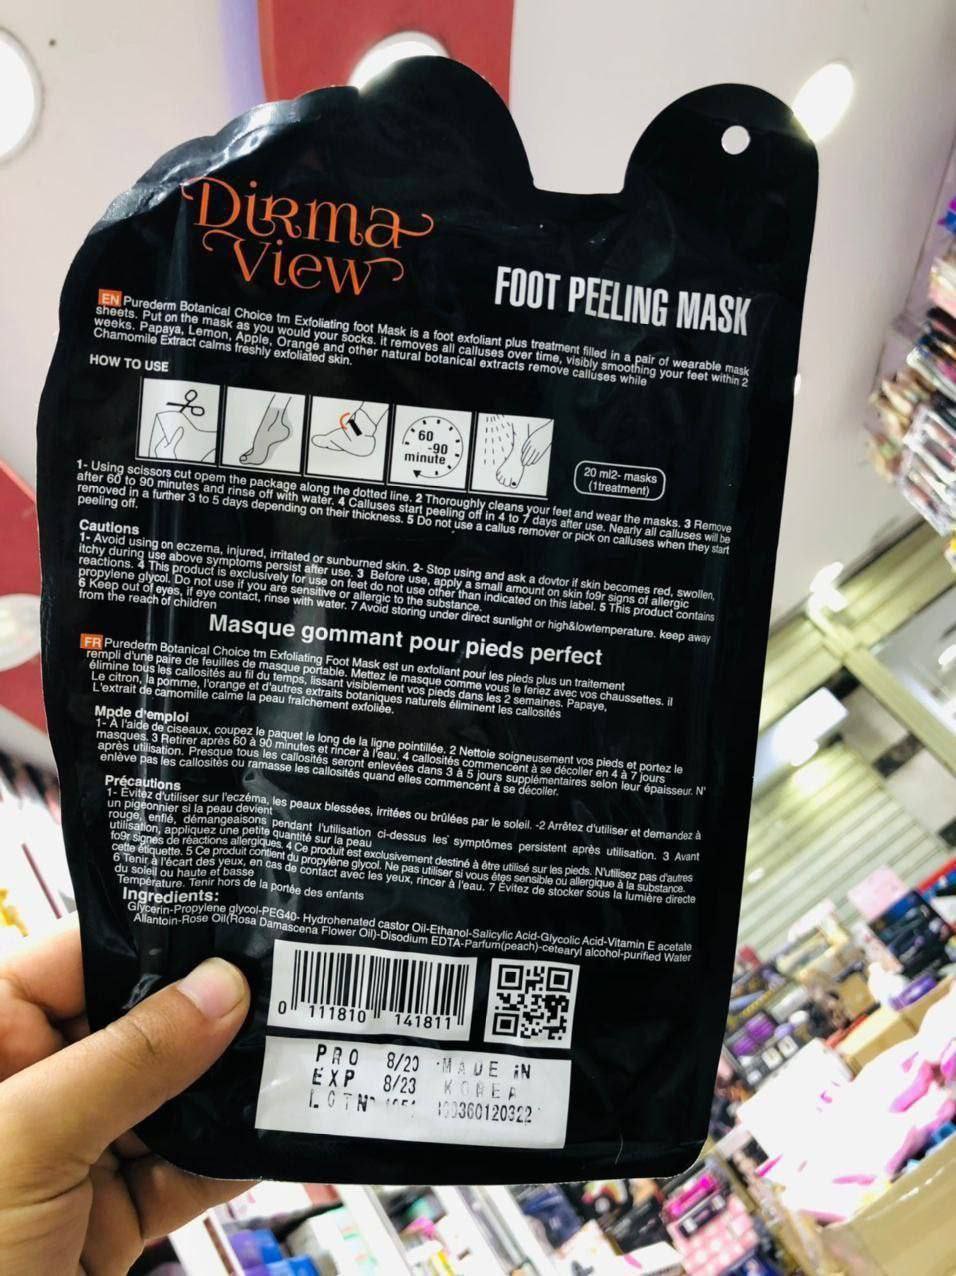 Dirma
View
FOOT PEELING MASK
EN Purederm Botanical Choice tm Exfoliating foot Mask is a foot exfoliant plus treatment filled in a pair of wearable mask
sheets. Put on the mask as you would your socks. it removes all calluses over time, visibly smoothing your feet within 2
weeks. Papaya, Lemon, Apple, Orange and other natural botanical extracts remove calluses while
Chamomile Extract calms freshly exfoliated skin.
HOW TO USE
60
-90
minute
20 ml2- masks
(1treatment)
1- Using scissors cut opem the package along the dotted line. 2 Thoroughly cleans your feet and wear the masks. 3 Remove
after 60 to 90 minutes and rinse off with water. 4 Calluses start peeling off in 4 to 7 days after use. Nearly all calluses will be
removed in a further 3 to 5 days depending on their thickness. 5 Do not use a callus remover or pick on calluses when they start
peeling off.
Cautions
1- Avoid using on eczema, injured, irritated or sunburned skin. 2- Stop using and ask a dovtor if skin becomes red, swollen,
itchy during use above symptoms persist after use. 3 Before use, apply a small amount on skin fo9r signs of allergic
reactions. 4 This product is exclusively for use on feet do not use other than indicated on this label. 5 This product contains
propylene glycol. Do not use if you are sensitive or allergic to the substance.
6 Keep out of eyes, if eye contact, rinse with water. 7 Avoid storing under direct sunlight or high&lowtemperature. keep away
from the reach of children
Masque gommant pour pieds perfect
FR Purederm Botanical Choice tm Exfoliating Foot Mask est un exfoliant pour les pieds plus un traitement
rempli d'une paire de feuilles de masque portable. Mettez le masque comme vous le feriez avec vos chaussettes. il
élimine tous les callosités au fil du temps, lissant visiblement vos pieds dans les 2 semaines. Papaye,
Le citron, la pomme, l'orange et d'autres extraits botaniques naturels éliminent les callosités
L'extrait de camomille calme la peau fraîchement exfoliée.
Mpde d'emploi
1- A l'aide de ciseaux, coupez le paquet le long de la ligne pointillée. 2 Nettoie soigneusement vos pieds et portez le
masques. 3 Retirer après 60 à 90 minutes et rincer à l'eau. 4 callosités commencent à se décoller en 4 à 7 jours
après utilisation. Presque tous les callosités seront enlevées dans 3 à 5 jours supplémentaires selon leur épaisseur. N'
enlève pas les callosités ou ramasse les callosités quand elles commencent à se décoller.
Précautions
1- Évitez d'utiliser sur l'eczéma, les peaux blessées, irritées ou brûlées par le soleil. -2 Arrêtez d'utiliser et demandez à
un pigeonnier si la peau devient
rouge, enflé, démangeaisons pendant l'utilisation ci-dessus les symptômes persistent après utilisation. 3 Avant
utilisation, appliquez une petite quantité sur la peau
fo9r signes de réactions allergiques. 4 Ce produit est exclusivement destiné à être utilisé sur les pieds. N'utilisez pas d'autres
cette étiquette. 5 Ce produit contient du propylène glycol. Ne pas utiliser si vous êtes sensible ou allergique à la substance.
6 Tenir à l'écart des yeux, en cas de contact avec les yeux, rincer à l'eau. 7 Évitez de stocker sous la lumière directe
du soleil ou haute et basse
Température. Tenir hors de la portée des enfants
Ingredients:
Glycerin-Propylene glycol-PEG40- Hydrohenated castor Oil-Ethanol-Salicylic Acid-Glycolic Acid-Vitamin E acetate
Allantoin-Rose Oil(Rosa Damascena Flower Oil)-Disodium EDTA-Parfum(peach)-cetearyl alcohol-purified Water
0 111810 141811
PRO 8/20 MADE iN
EXP 8/23 KOREA
LOTN° 360120322